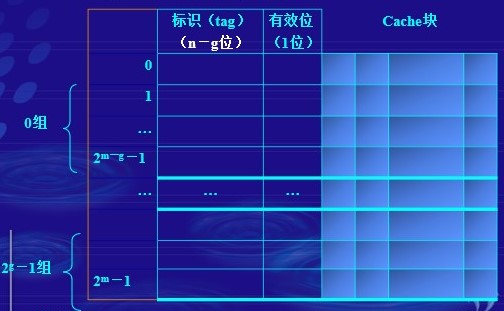 标识（tag）
（n－g位）
有效位
（1位）
Cache块
0
1
0组
…
2ᵐ⁻ᵍ－1
…
…
…
2ᵍ－1组
2ᵐ－1